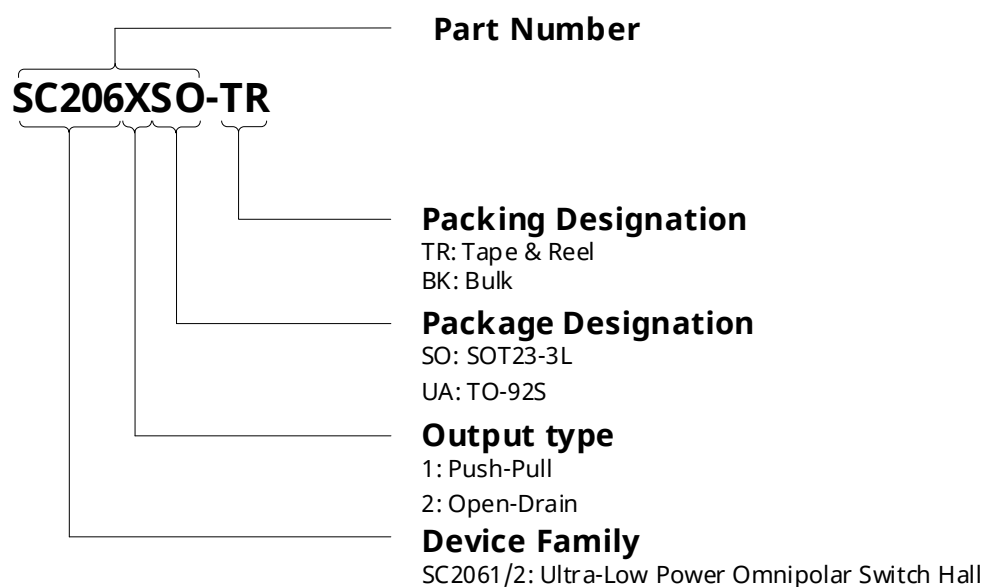 Part Number
SC206XSO-TR
Packing Designation
TR: Tape & Reel
BK: Bulk
Package Designation
SO: SOT23-3L
UA: TO-92S
Output type
1: Push-Pull
2: Open-Drain
Device Family
SC2061/2: Ultra-Low Power Omnipolar Switch Hall